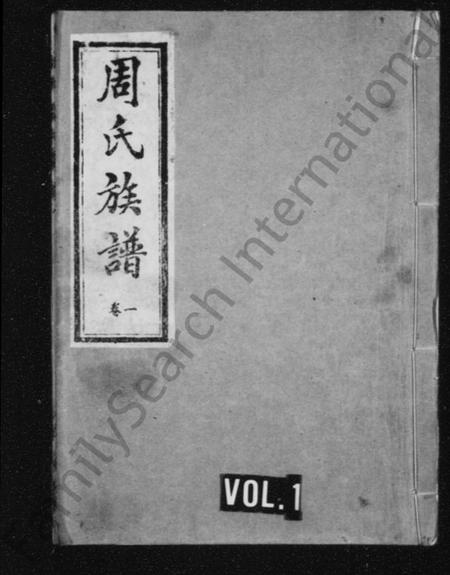 周氏族譜
卷一
VOL.1
FamilySearch International